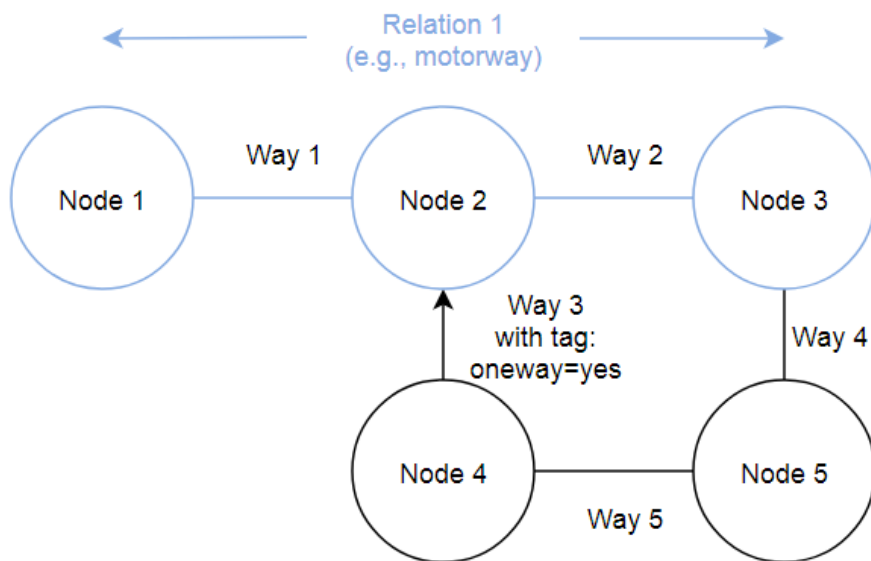 Relation 1
(e.g., motorway)
Way 1
Way 2
Node 1
Node 2
Node 3
Way 3
with tag:
oneway=yes
Way 4
Node 4
Node 5
Way 5